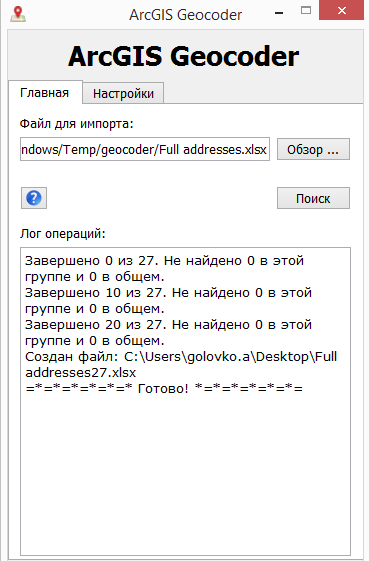 ArcGIS Geocoder
ArcGIS Geocoder
Главная Настройки
Файл для импорта:
ndows/Temp/geocoder/Full addresses.xlsx Обзор ...
? Поиск
Лог операций:
Завершено 0 из 27. Не найдено 0 в этой
группе и 0 в общем.
Завершено 10 из 27. Не найдено 0 в этой
группе и 0 в общем.
Завершено 20 из 27. Не найдено 0 в этой
группе и 0 в общем.
Создан файл: C:\Users\golovko.a\Desktop\Full
addresses27.xlsx
=*=*=*=*=*=* Готово! *=*=*=*=*=*=